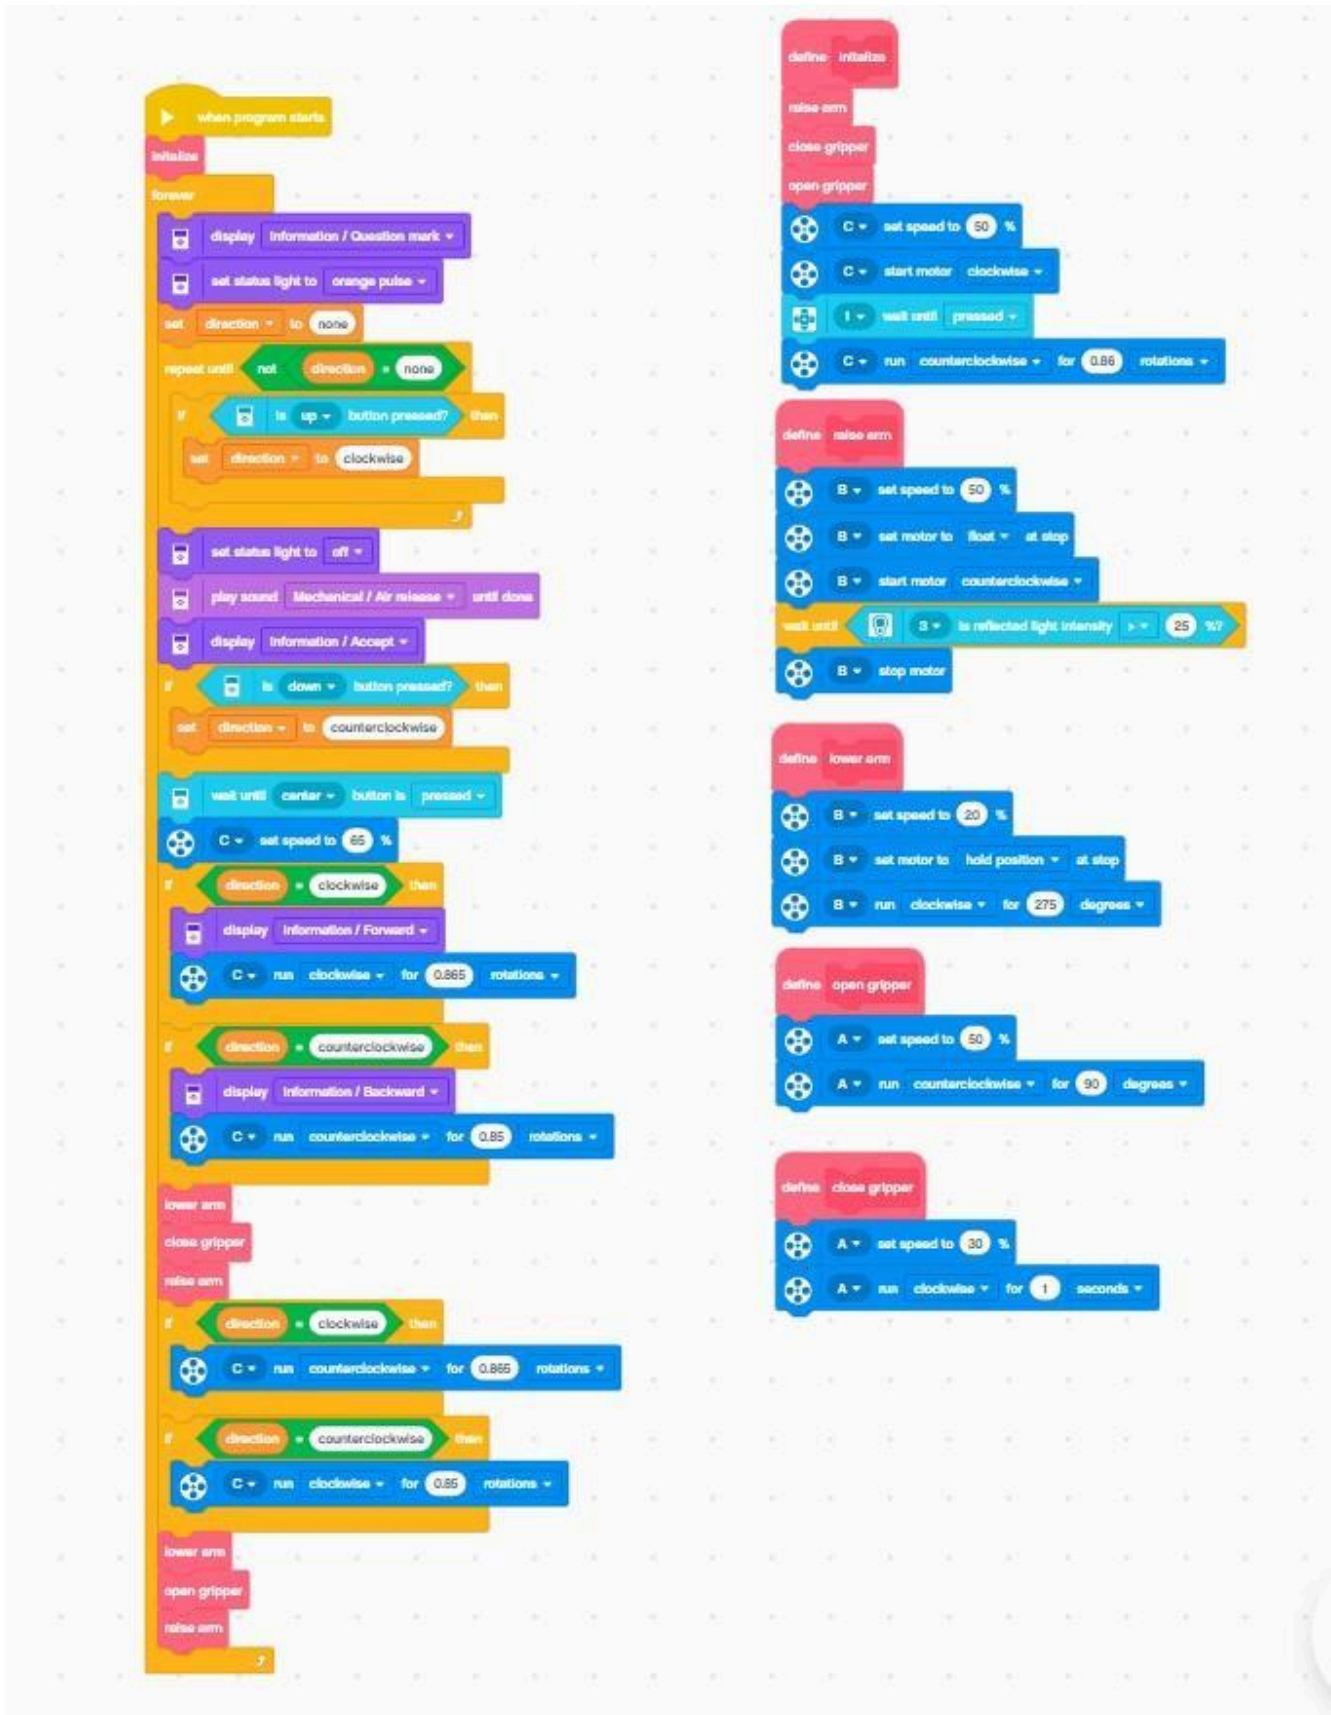 when program starts
initalize
forever
display Information / Question mark
set status light to orange pulse
set direction to none
repeat until not direction = none
if is up button pressed? then
set direction to clockwise
set status light to off
play sound Mechanical / Air release until done
display Information / Accept
if is down button pressed? then
set direction to counterclockwise
wait until center button is pressed
C set speed to 65 %
if direction = clockwise then
display Information / Forward
C run clockwise for 0.865 rotations
if direction = counterclockwise then
display Information / Backward
C run counterclockwise for 0.85 rotations
lower arm
close gripper
raise arm
if direction = clockwise then
C run counterclockwise for 0.865 rotations
if direction = counterclockwise then
C run clockwise for 0.85 rotations
lower arm
open gripper
raise arm
define initalize
raise arm
close gripper
open gripper
C set speed to 50 %
C start motor clockwise
1 wait until pressed
C run counterclockwise for 0.86 rotations
define raise arm
B set speed to 50 %
B set motor to float at stop
B start motor counterclockwise
wait until 3 is reflected light intensity > 25 %?
B stop motor
define lower arm
B set speed to 20 %
B set motor to hold position at stop
B run clockwise for 275 degrees
define open gripper
A set speed to 50 %
A run counterclockwise for 90 degrees
define close gripper
A set speed to 30 %
A run clockwise for 1 seconds